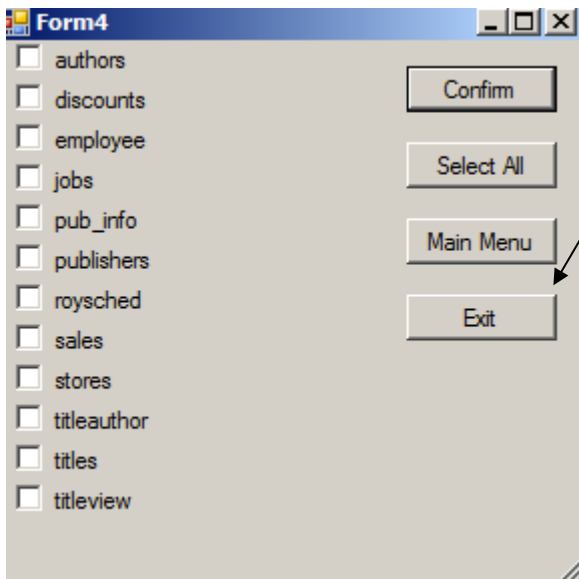 Form4
authors
discounts
employee
jobs
pub_info
publishers
roysched
sales
stores
titleauthor
titles
titleview
Confirm
Select All
Main Menu
Exit